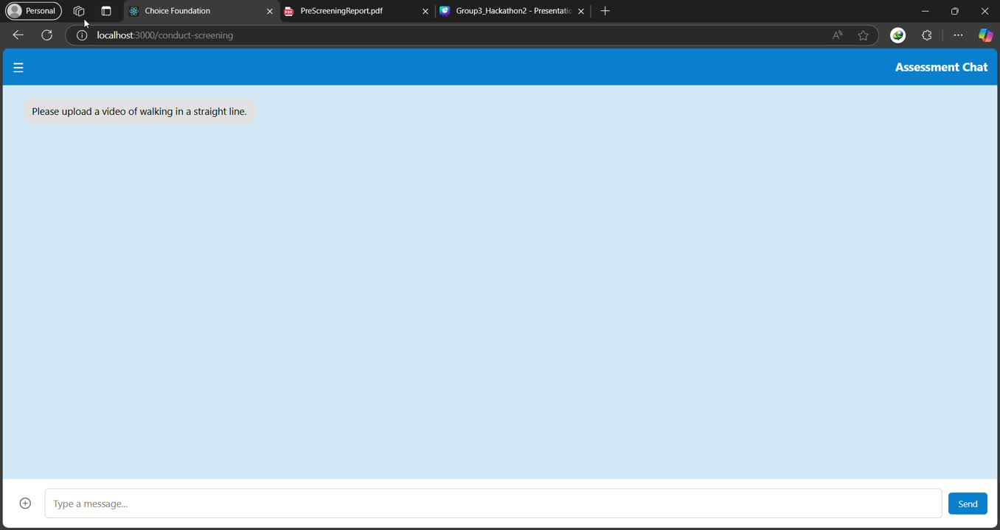 Personal
Choice Foundation
PreScreeningReport.pdf
Group3_Hackathon2 - Presentatio
localhost:3000/conduct-screening
Assessment Chat
Please upload a video of walking in a straight line.
Type a message...
Send